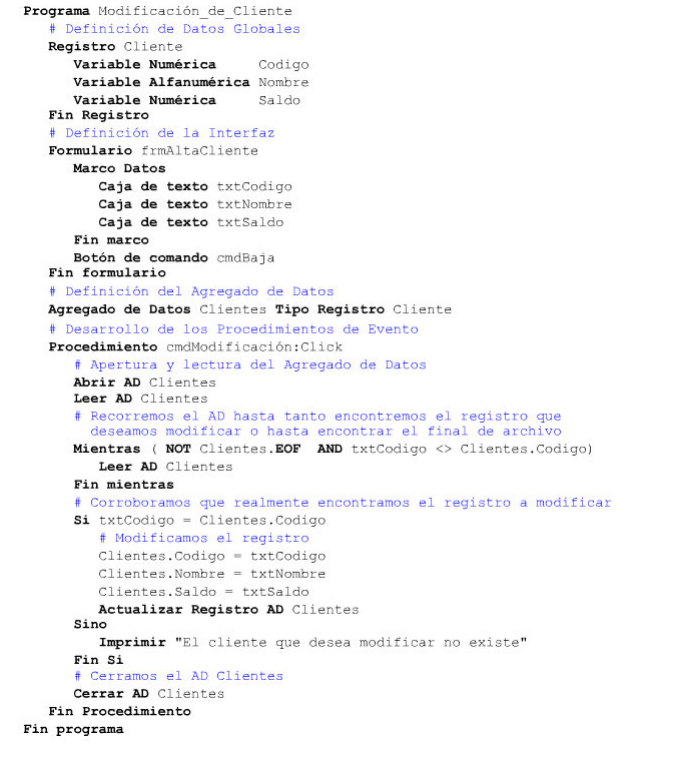 Programa Modificación_de_Cliente
# Definición de Datos Globales
Registro Cliente
Variable Numérica Codigo
Variable Alfanumérica Nombre
Variable Numérica Saldo
Fin Registro
# Definición de la Interfaz
Formulario frmAltaCliente
Marco Datos
Caja de texto txtCodigo
Caja de texto txtNombre
Caja de texto txtSaldo
Fin marco
Botón de comando cmdBaja
Fin formulario
# Definición del Agregado de Datos
Agregado de Datos Clientes Tipo Registro Cliente
# Desarrollo de los Procedimientos de Evento
Procedimiento cmdModificación:Click
# Apertura y lectura del Agregado de Datos
Abrir AD Clientes
Leer AD Clientes
# Recorremos el AD hasta tanto encontremos el registro que
deseamos modificar o hasta encontrar el final de archivo
Mientras ( NOT Clientes.EOF AND txtCodigo <> Clientes.Codigo)
Leer AD Clientes
Fin mientras
# Corroboramos que realmente encontramos el registro a modificar
Si txtCodigo = Clientes.Codigo
# Modificamos el registro
Clientes.Codigo = txtCodigo
Clientes.Nombre = txtNombre
Clientes.Saldo = txtSaldo
Actualizar Registro AD Clientes
Sino
Imprimir "El cliente que desea modificar no existe"
Fin Si
# Cerramos el AD Clientes
Cerrar AD Clientes
Fin Procedimiento
Fin programa